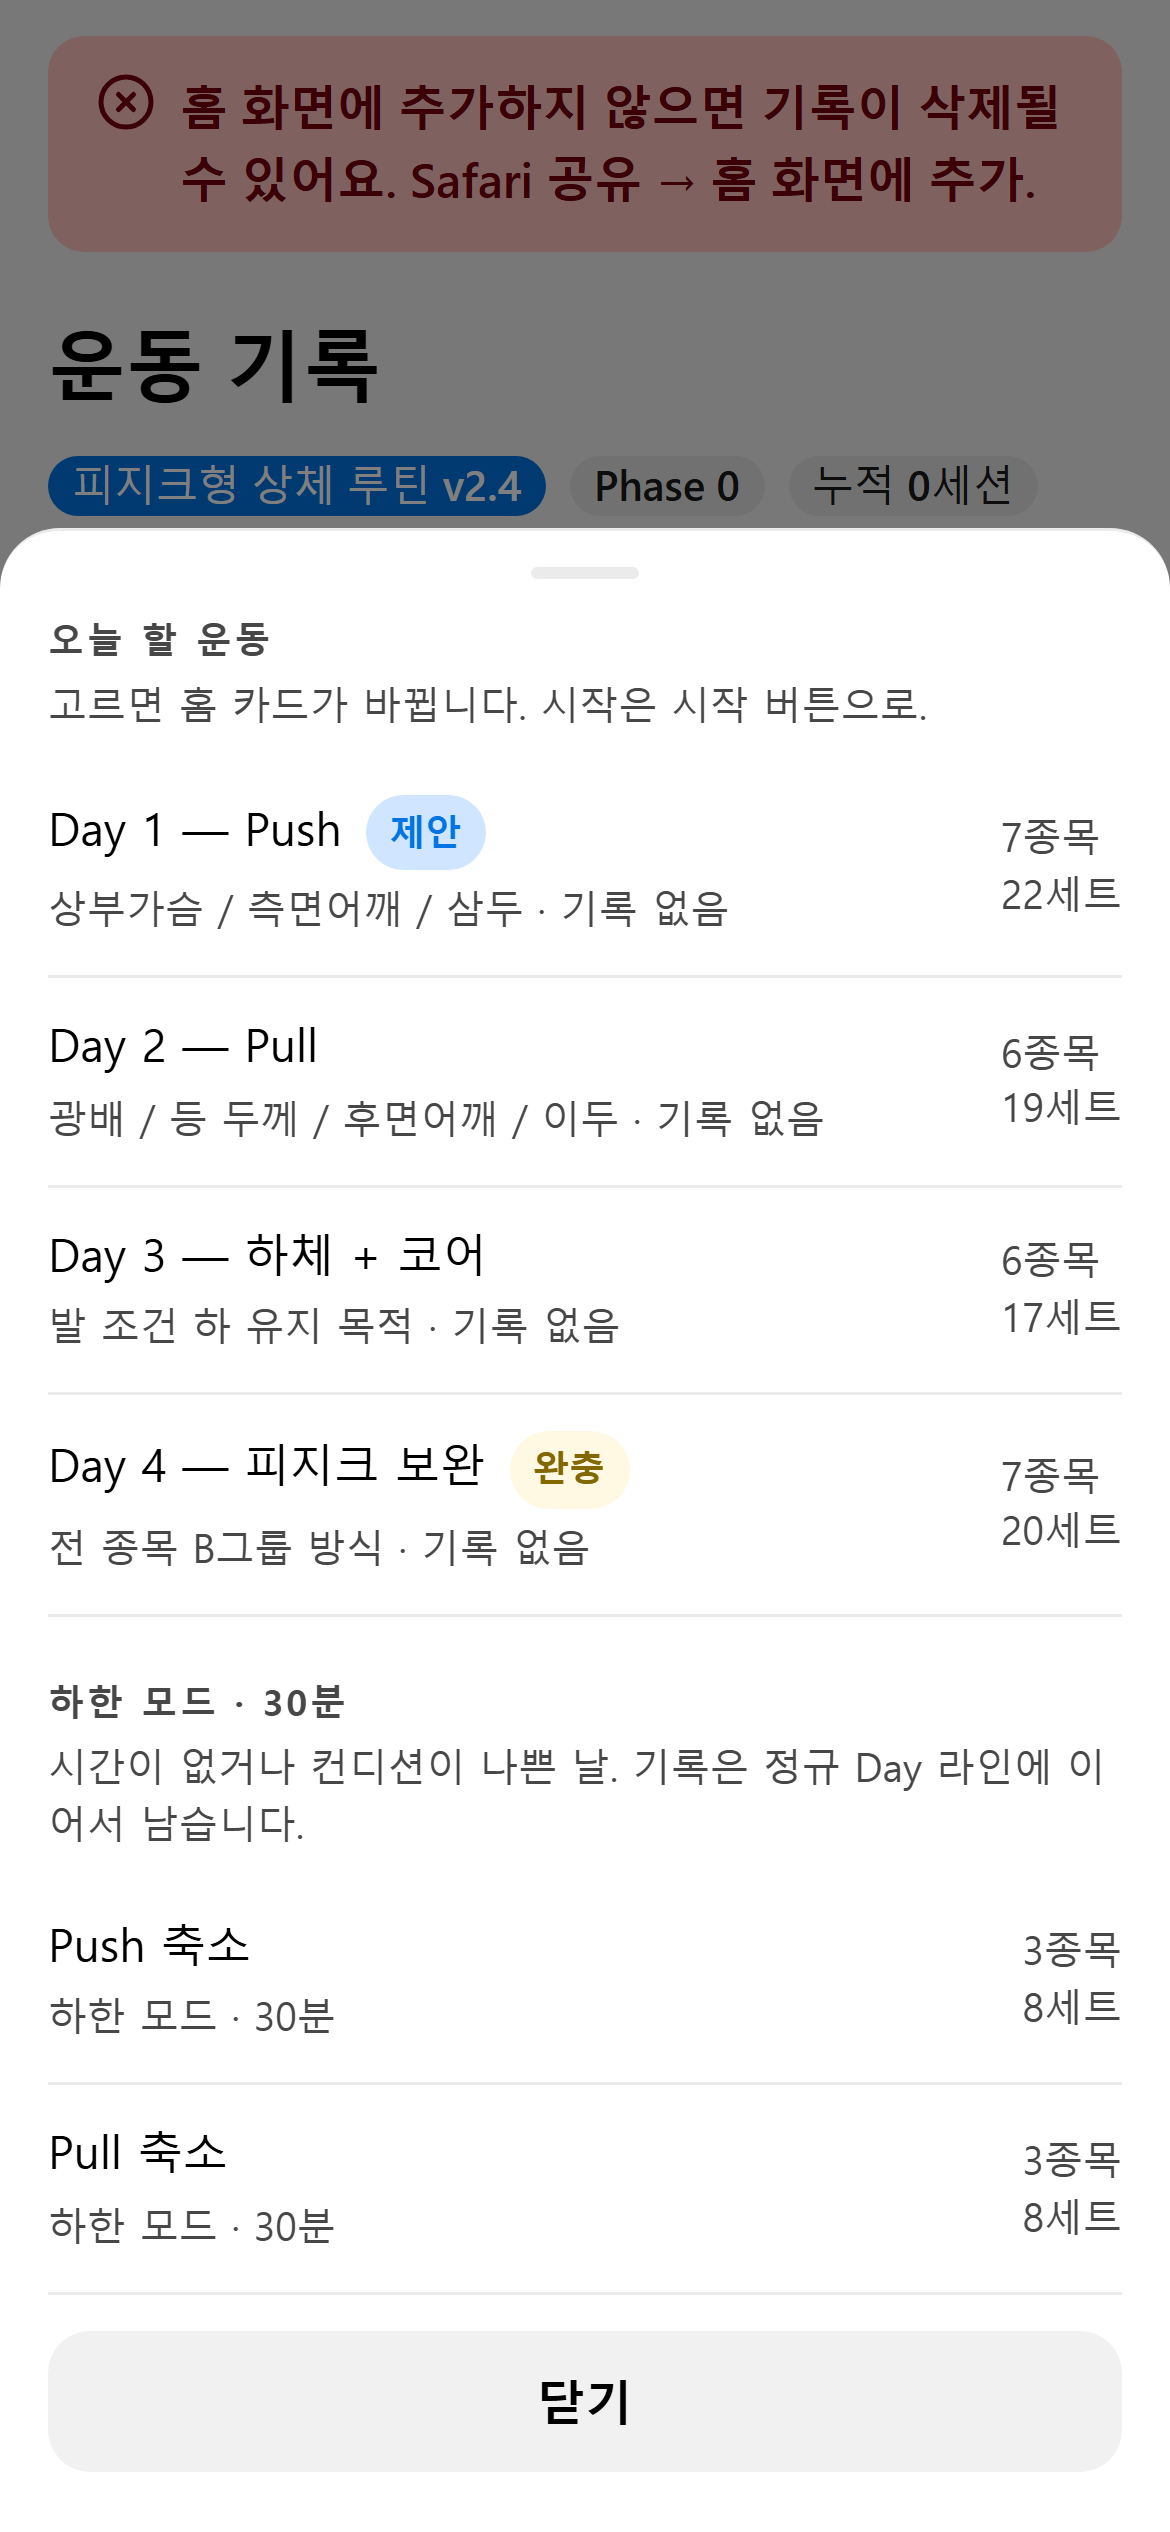 홈 화면에 추가하지 않으면 기록이 삭제될
수 있어요. Safari 공유 → 홈 화면에 추가.
운동 기록
피지크형 상체 루틴 v2.4
Phase 0
누적 0세션
오늘 할 운동
고르면 홈 카드가 바뀝니다. 시작은 시작 버튼으로.
Day 1 — Push 제안
상부가슴 / 측면어깨 / 삼두 · 기록 없음
7종목
22세트
Day 2 — Pull
광배 / 등 두께 / 후면어깨 / 이두 · 기록 없음
6종목
19세트
Day 3 — 하체 + 코어
발 조건 하 유지 목적 · 기록 없음
6종목
17세트
Day 4 — 피지크 보완 완충
전 종목 B그룹 방식 · 기록 없음
7종목
20세트
하한 모드 · 30분
시간이 없거나 컨디션이 나쁜 날. 기록은 정규 Day 라인에 이
어서 남습니다.
Push 축소
하한 모드 · 30분
3종목
8세트
Pull 축소
하한 모드 · 30분
3종목
8세트
닫기